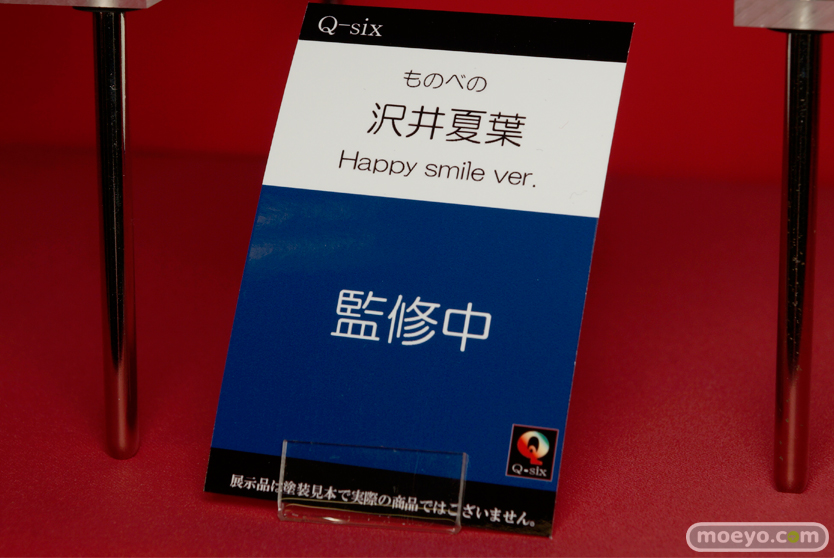 Q-six
ものべの
沢井夏葉
Happy smile ver.
監修中
Q•six
展示品は塗装見本で実際の商品ではございません。
moeyo.com